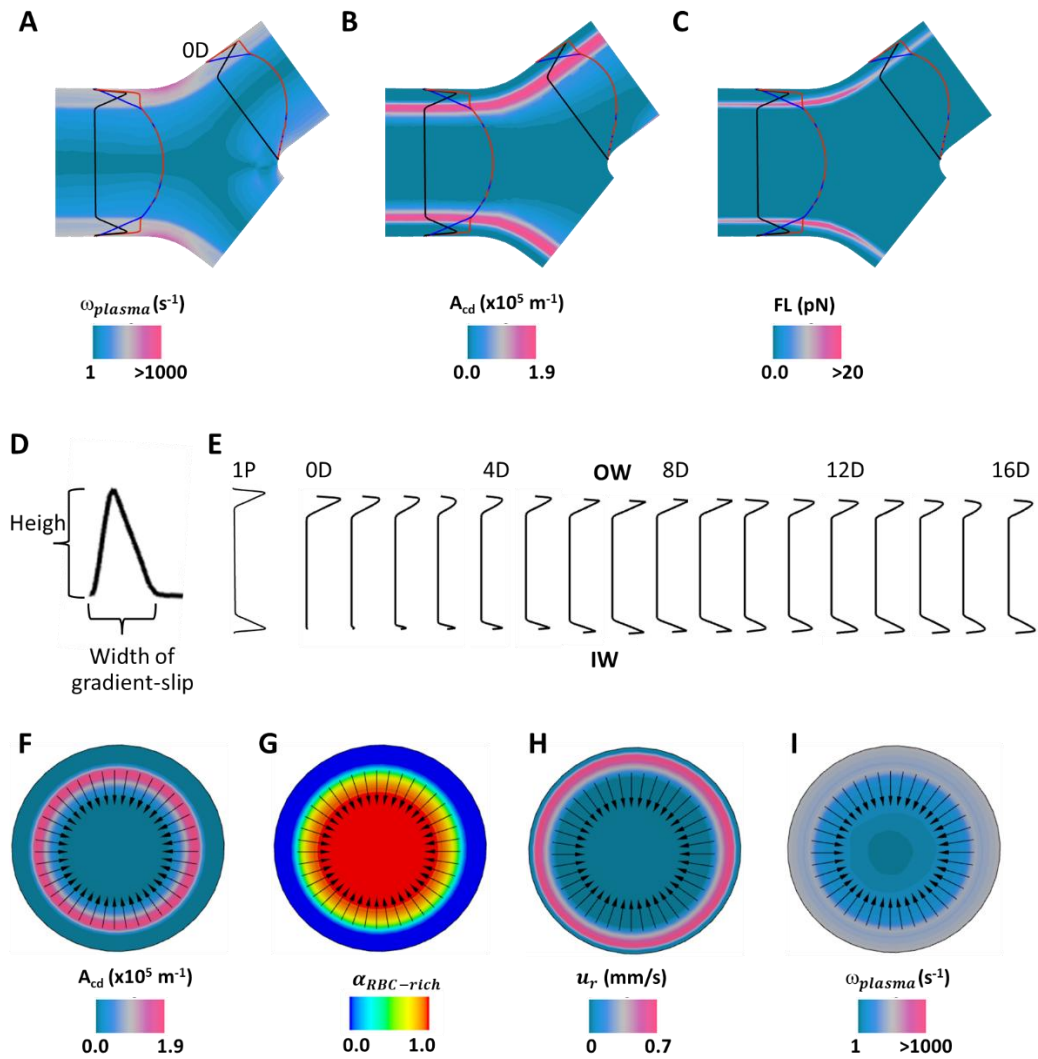 A
0D
B
C
ω_plasma (s⁻¹)
1 >1000
A_cd (x10⁵ m⁻¹)
0.0 1.9
FL (pN)
0.0 >20
D
Heigh
Width of
gradient-slip
E
1P 0D 4D OW 8D 12D 16D
IW
F
G
H
I
A_cd (x10⁵ m⁻¹)
0.0 1.9
α_RBC−rich
0.0 1.0
u_r (mm/s)
0 0.7
ω_plasma (s⁻¹)
1 >1000